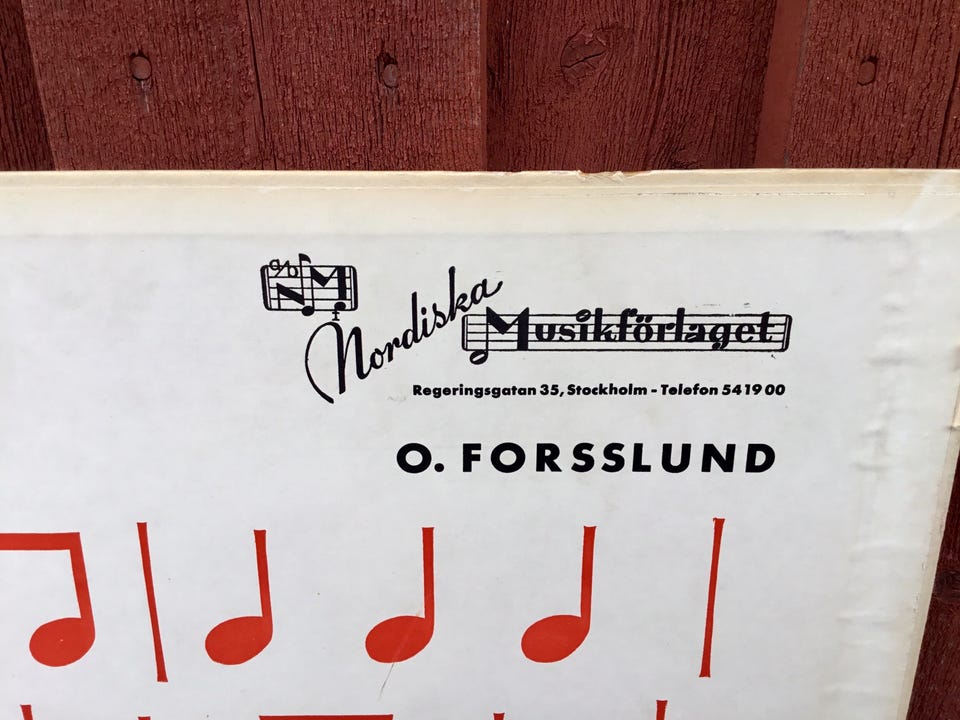 Nordiska Musikförlaget
Regeringsgatan 35, Stockholm - Telefon 54 19 00
O. FORSSLUND